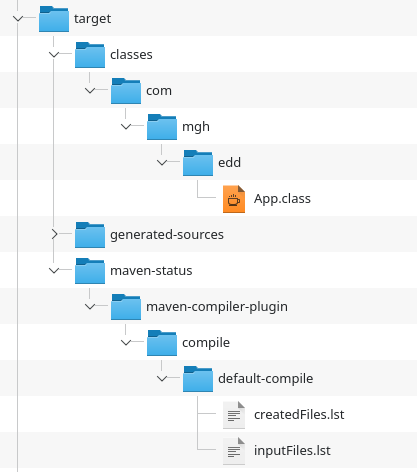 target
classes
com
mgh
edd
App.class
generated-sources
maven-status
maven-compiler-plugin
compile
default-compile
createdFiles.lst
inputFiles.lst